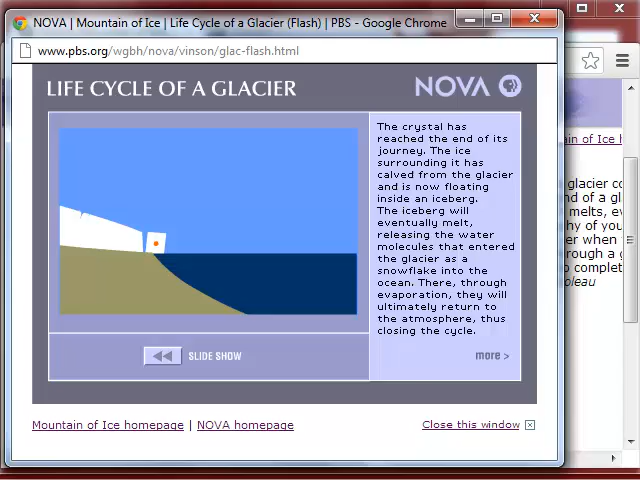 NOVA | Mountain of Ice | Life Cycle of a Glacier (Flash) | PBS - Google Chrome
www.pbs.org/wgbh/nova/vinson/glac-flash.html
LIFE CYCLE OF A GLACIER
NOVA
The crystal has
reached the end of its
journey. The ice
surrounding it has
calved from the glacier
and is now floating
inside an iceberg.
The iceberg will
eventually melt,
releasing the water
molecules that entered
the glacier as a
snowflake into the
ocean. There, through
evaporation, they will
ultimately return to
the atmosphere, thus
closing the cycle.
SLIDE SHOW
more >
Mountain of Ice homepage | NOVA homepage
Close this window
glacier
melts,
when
through a
complet